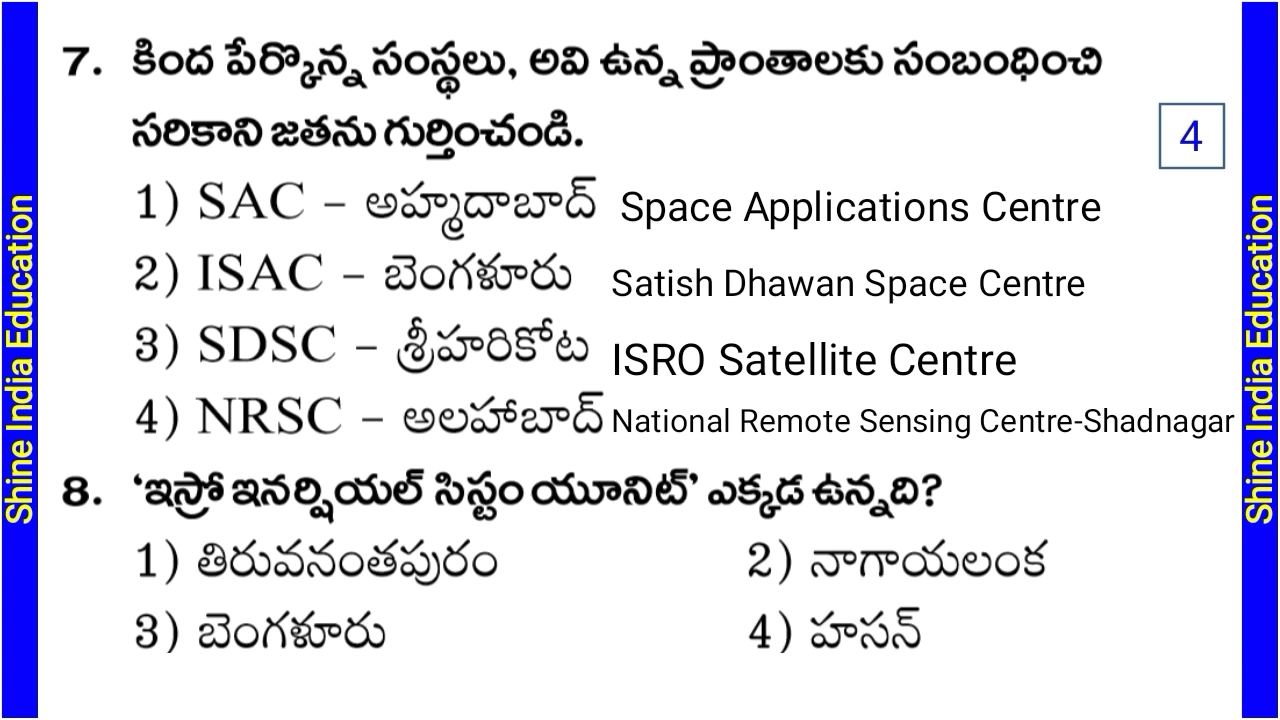 Shine India Education
7. కింద పేర్కొన్న సంస్థలు, అవి ఉన్న ప్రాంతాలకు సంబంధించి
సరికాని జతను గుర్తించండి.
4
1) SAC – అహ్మదాబాద్ Space Applications Centre
2) ISAC – బెంగళూరు Satish Dhawan Space Centre
3) SDSC – శ్రీహరికోట ISRO Satellite Centre
4) NRSC – అలహాబాద్ National Remote Sensing Centre-Shadnagar
8. ‘ఇస్రో ఇనర్షియల్ సిస్టం యూనిట్’ ఎక్కడ ఉన్నది?
1) తిరువనంతపురం 2) నాగాయలంక
3) బెంగళూరు 4) హసన్
Shine India Education